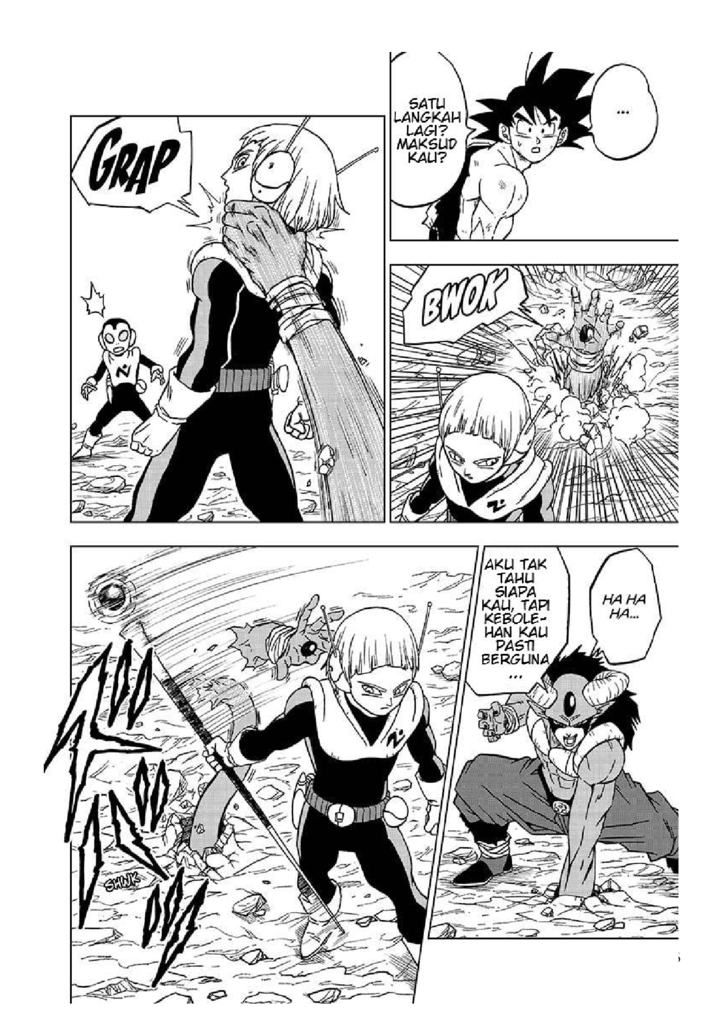 ...
SATU
LANGKAH
LAGI?
MAKSUD
KAU?
GRAP
BWOK
HA HA
HA...
AKU TAK
TAHU
SIAPA
KAU, TAPI
KEBOLE-
HAN KAU
PASTI
BERGUNA
...